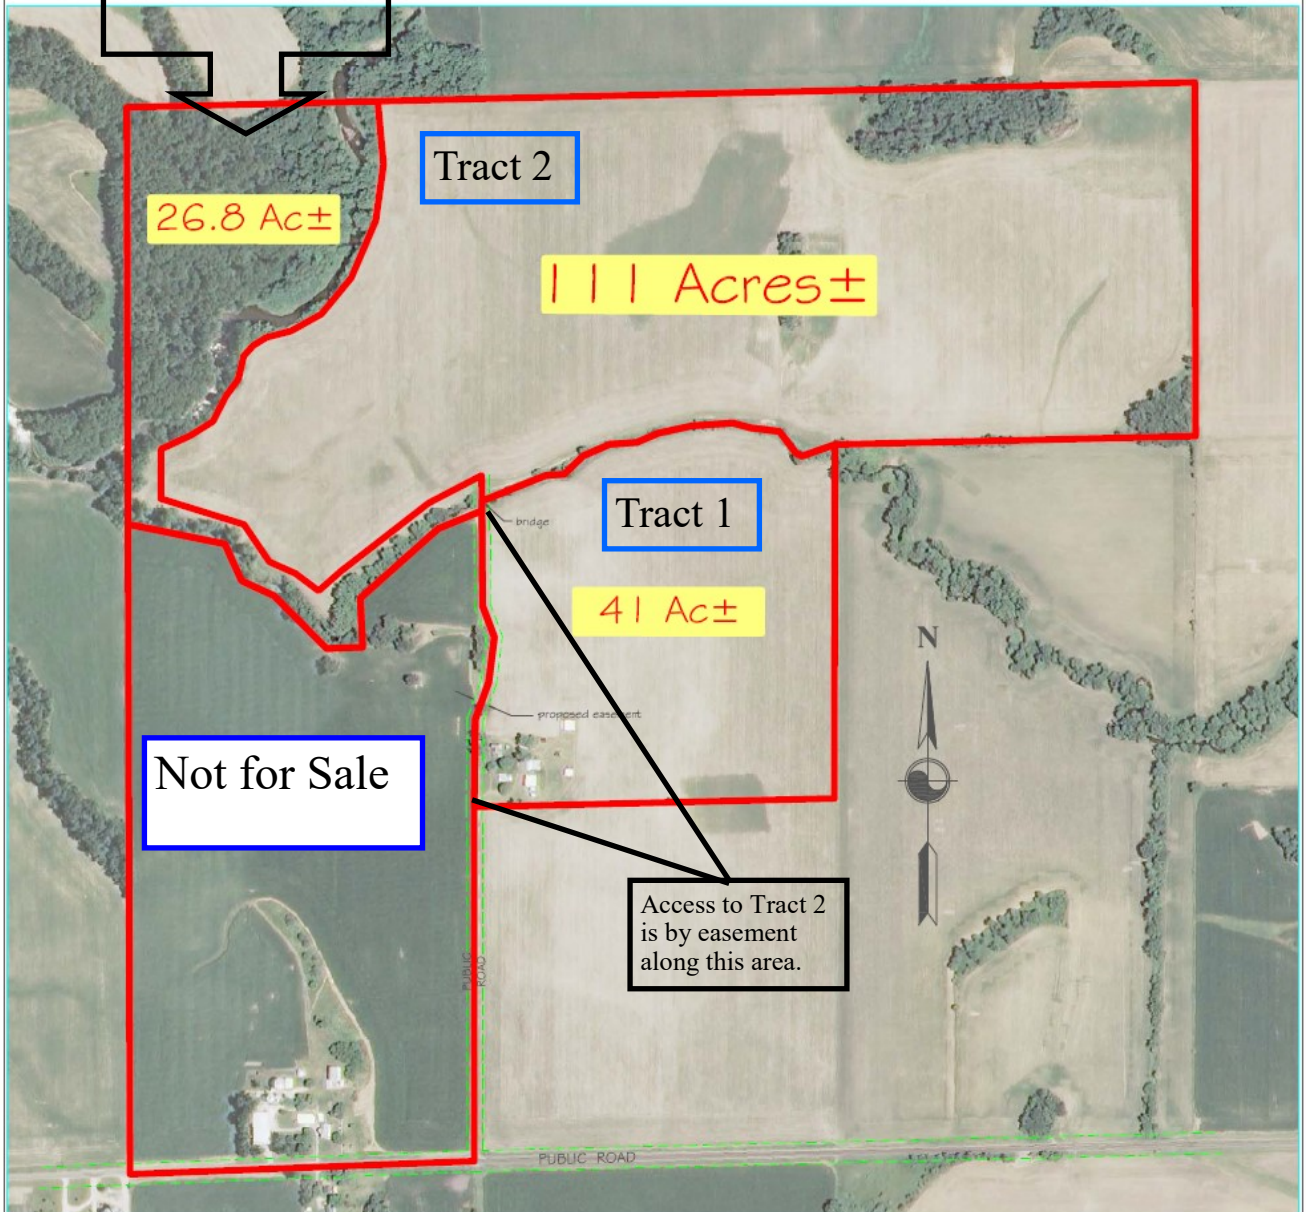 Tract 2
26.8 Ac±
111 Acres±
Tract 1
bridge
41 Ac±
N
proposed easement
Not for Sale
Access to Tract 2
is by easement
along this area.
PUBLIC
ROAD
PUBLIC ROAD